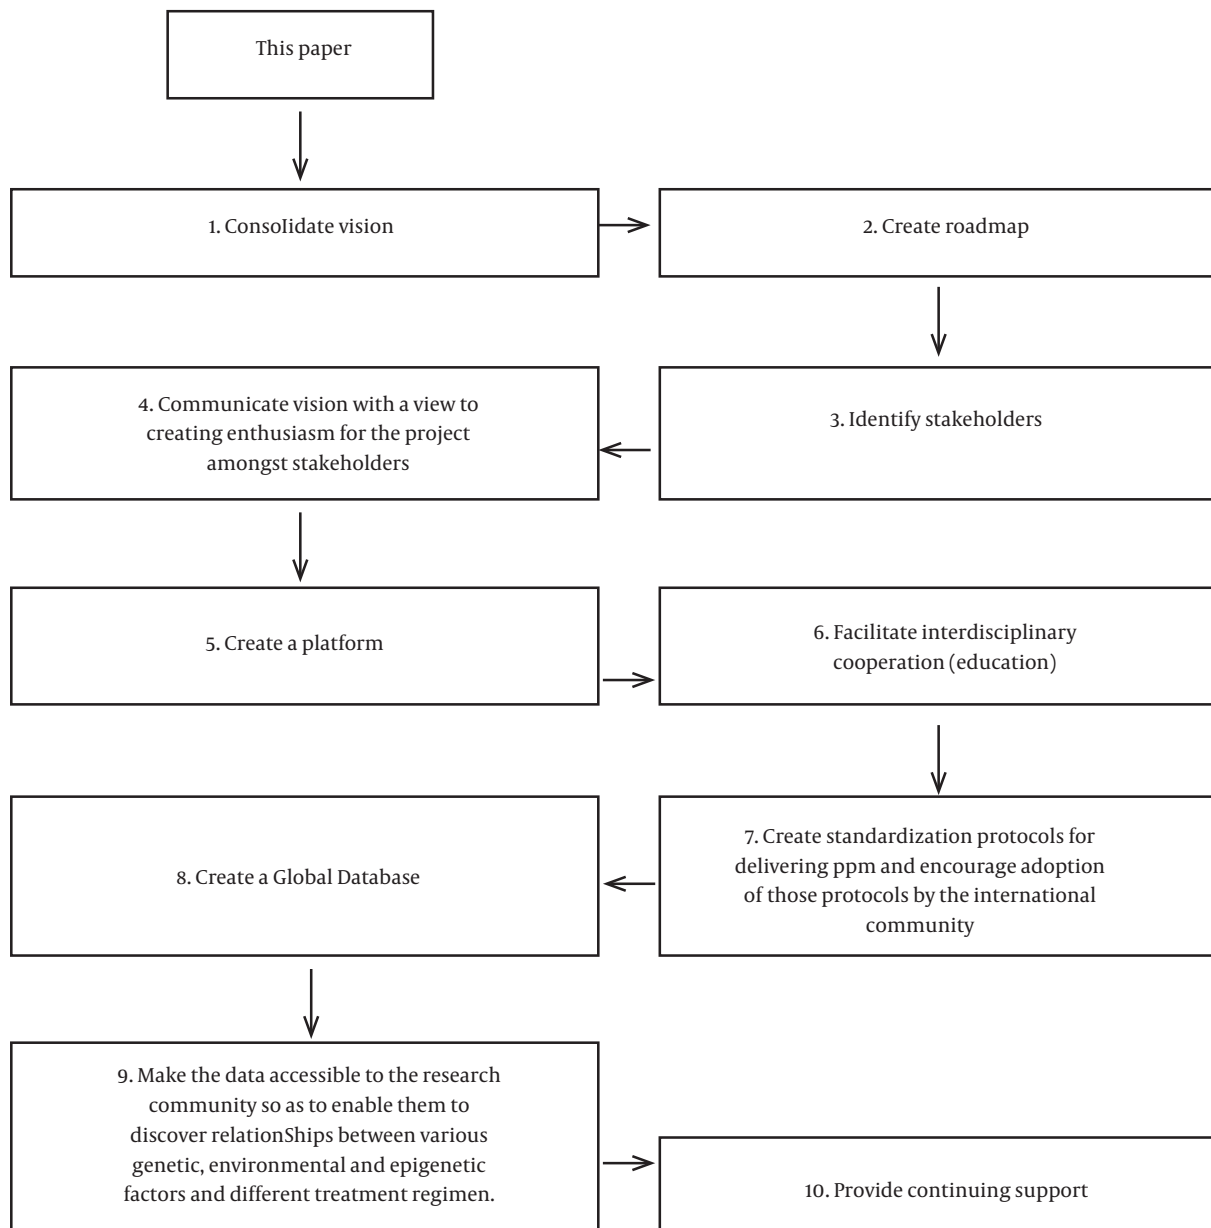 This paper
1. Consolidate vision
2. Create roadmap
3. Identify stakeholders
4. Communicate vision with a view to
creating enthusiasm for the project
amongst stakeholders
5. Create a platform
6. Facilitate interdisciplinary
cooperation (education)
7. Create standardization protocols for
delivering ppm and encourage adoption
of those protocols by the international
community
8. Create a Global Database
9. Make the data accessible to the research
community so as to enable them to
discover relationShips between various
genetic, environmental and epigenetic
factors and different treatment regimen.
10. Provide continuing support